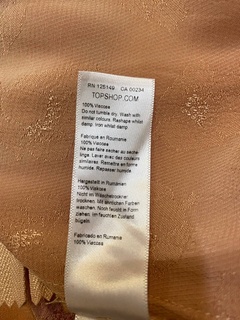 RN 125149 CA 50234
TOPSHOP.COM
100% Viscose
Do not tumble dry. Wash with
similar colours. Reshape whilst
damp. Iron whilst damp
Fabriqué en Roumanie
100% Viscose
Ne pas faire sécher au sèche
linge. Laver avec des couleurs
similaires. Remettre en forme
humide. Repasser humide.
Hergestellt in Rumänien
100% Viskose
Nicht im Wäschetrockner
trocknen. Mit ähnlichen Farben
waschen. Noch feucht in Form
ziehen. Im feuchten Zustand
bügeln.
Fabricado en Rumanía
100% Viscosa